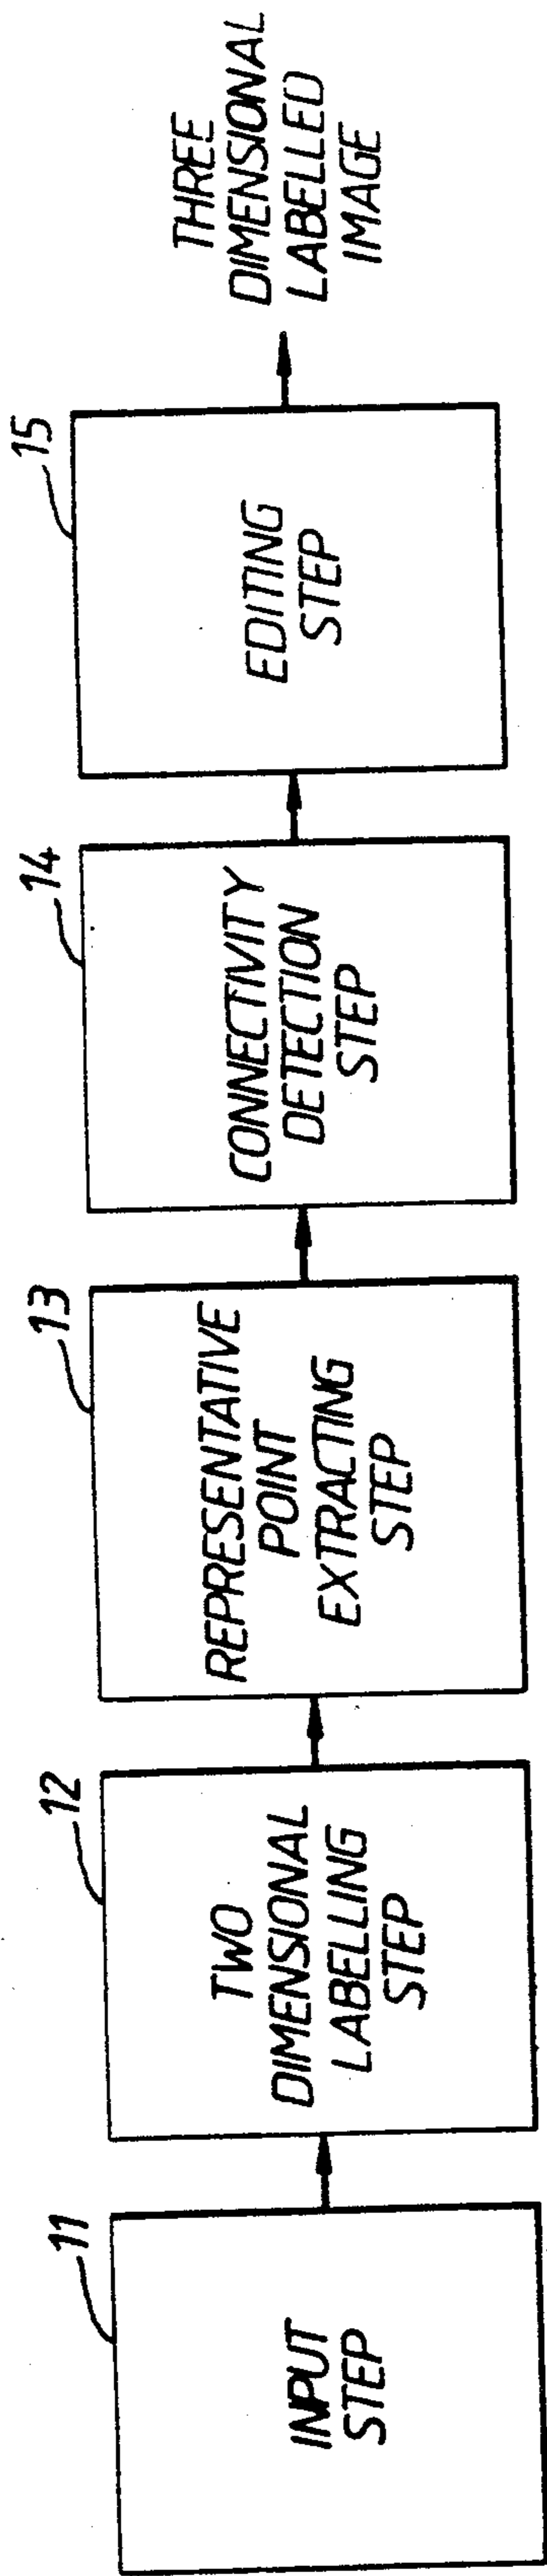 11
INPUT
STEP
12
TWO
DIMENSIONAL
LABELLING
STEP
13
REPRESENTATIVE
POINT
EXTRACTING
STEP
14
CONNECTIVITY
DETECTION
STEP
15
EDITING
STEP
THREE
DIMENSIONAL
LABELLED
IMAGE